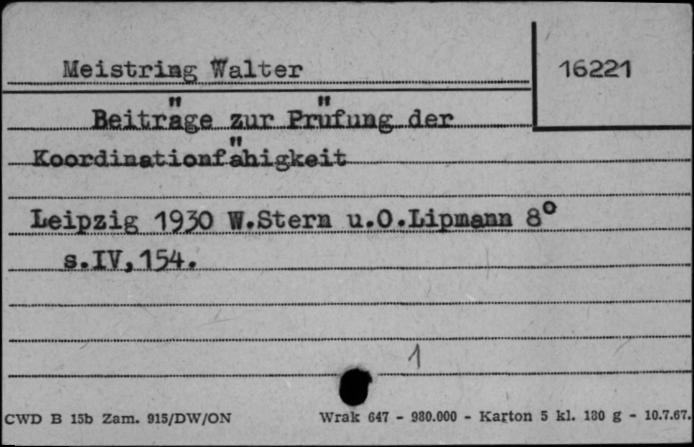 Meistring Walter
16221
Beiträge zur Prüfung der
Koordinationfähigkeit
Leipzig 1930 W.Stern u.O.Lipmann 8°
s.IV,154.
1
CWD B 15b Zam. 915/DW/ON Wrak 647 - 980.000 - Karton 5 kl. 180 g - 10.7.67.